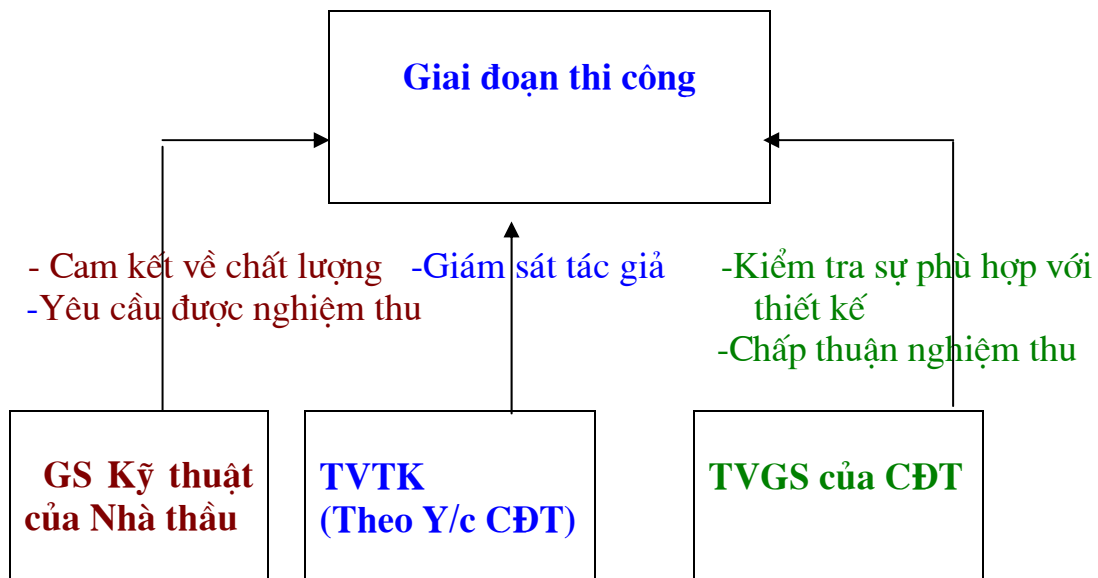 Giai đoạn thi công
- Cam kết về chất lượng
-Yêu cầu được nghiệm thu
-Giám sát tác giả
-Kiểm tra sự phù hợp với
thiết kế
-Chấp thuận nghiệm thu
GS Kỹ thuật
của Nhà thầu
TVTK
(Theo Y/c CĐT)
TVGS của CĐT